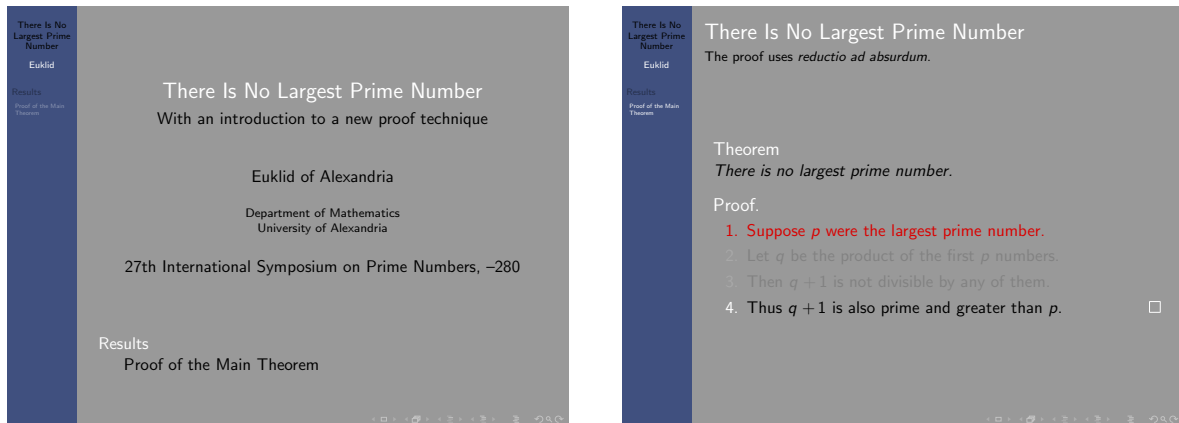 There Is No
Largest Prime
Number
Euklid
Results
Proof of the Main
Theorem
There Is No Largest Prime Number
With an introduction to a new proof technique
Euklid of Alexandria
Department of Mathematics
University of Alexandria
27th International Symposium on Prime Numbers, –280
Results
Proof of the Main Theorem
There Is No
Largest Prime
Number
Euklid
Results
Proof of the Main
Theorem
There Is No Largest Prime Number
The proof uses reductio ad absurdum.
Theorem
There is no largest prime number.
Proof.
1. Suppose p were the largest prime number.
2. Let q be the product of the first p numbers.
3. Then q + 1 is not divisible by any of them.
4. Thus q + 1 is also prime and greater than p.